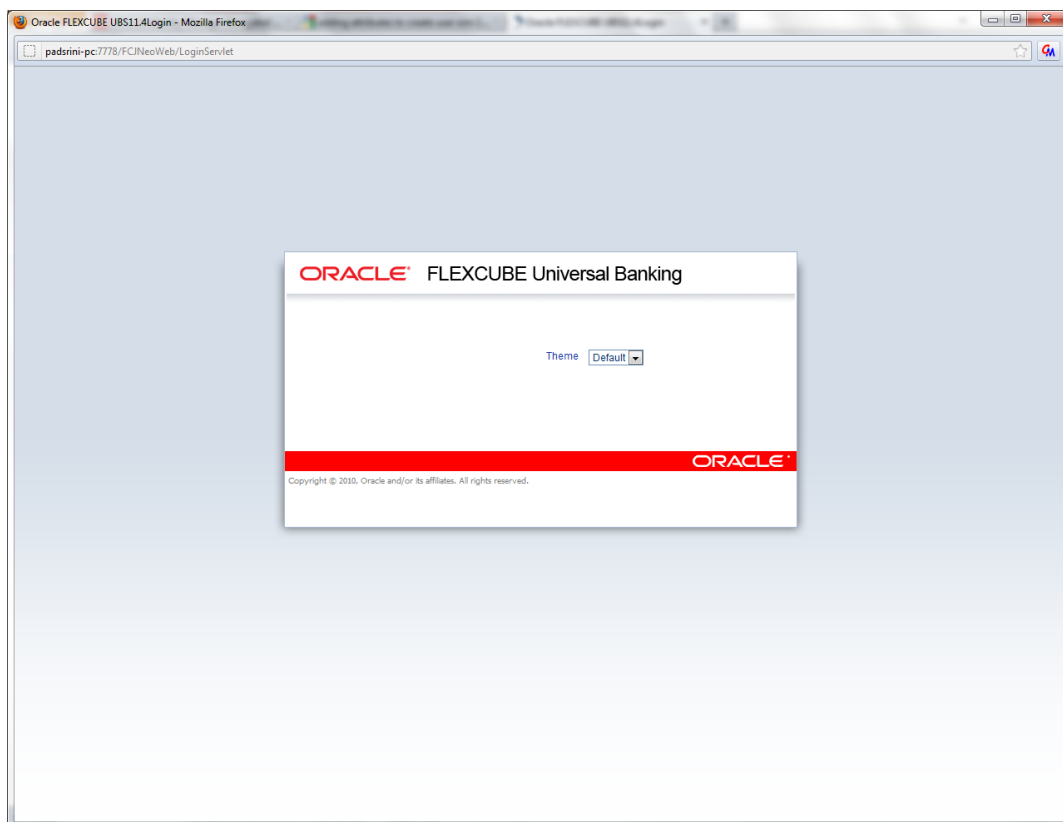 Oracle FLEXCUBE UBS11.4Login - Mozilla Firefox
padsrini-pc:7778/FCJNeoWeb/LoginServlet
ORACLE® FLEXCUBE Universal Banking
Theme Default
ORACLE
Copyright © 2010, Oracle and/or its affiliates. All rights reserved.